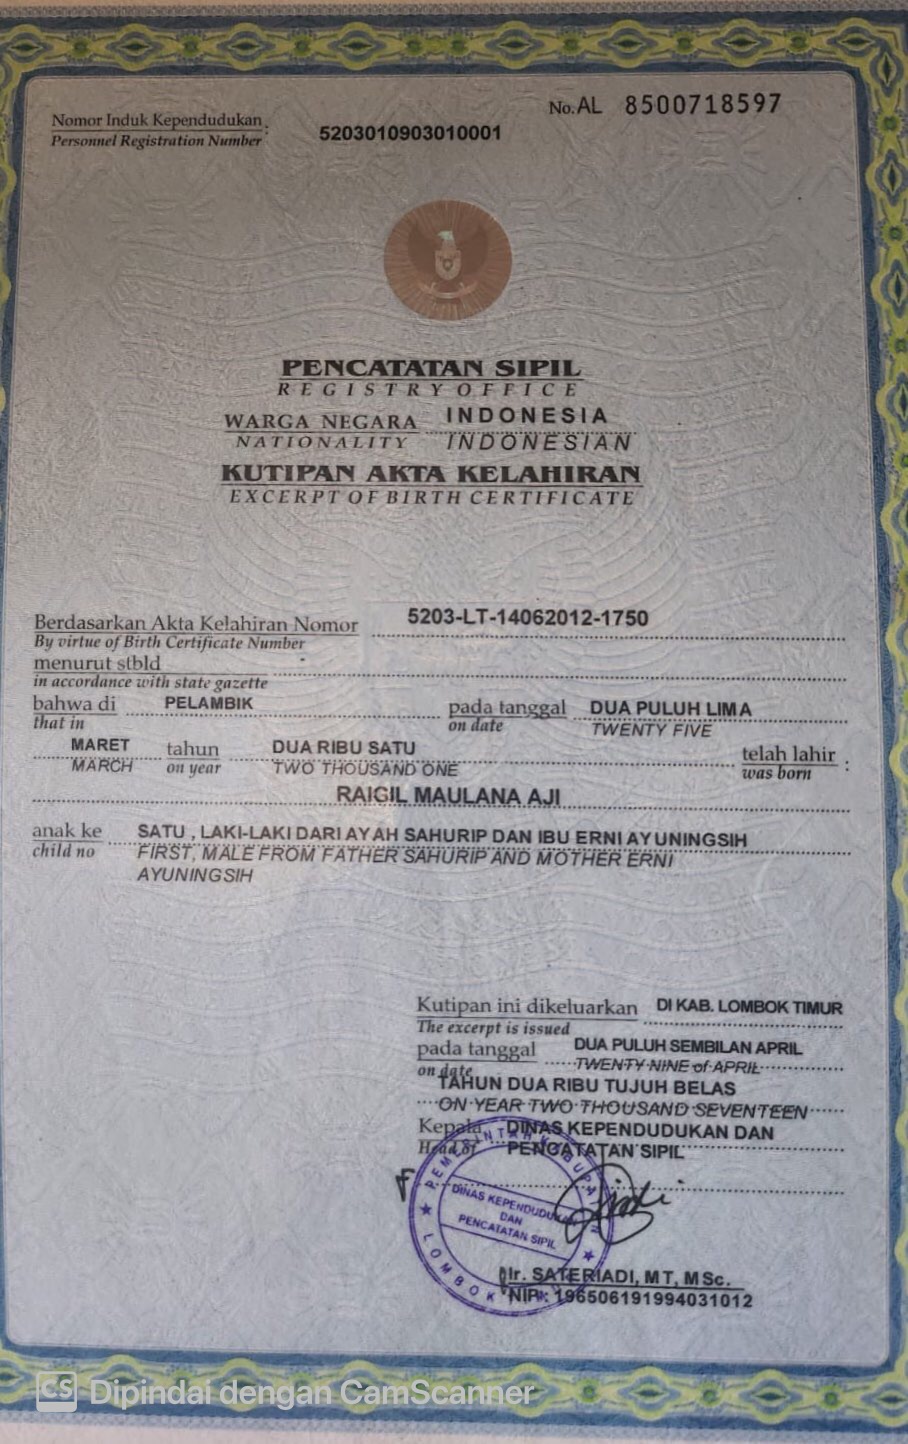 No. AL 8500718597
Nomor Induk Kependudukan :
Personnel Registration Number
5203010903010001
PENCATATAN SIPIL
REGISTRY OFFICE
WARGA NEGARA INDONESIA
NATIONALITY INDONESIAN
KUTIPAN AKTA KELAHIRAN
EXCERPT OF BIRTH CERTIFICATE
Berdasarkan Akta Kelahiran Nomor 5203-LT-14062012-1750
By virtue of Birth Certificate Number
menurut stbld
in accordance with state gazette
bahwa di PELAMBIK pada tanggal DUA PULUH LIMA
that in on date TWENTY FIVE
MARET tahun DUA RIBU SATU telah lahir :
MARCH on year TWO THOUSAND ONE was born
RAIGIL MAULANA AJI
anak ke SATU , LAKI-LAKI DARI AYAH SAHURIP DAN IBU ERNI AYUNINGSIH
child no FIRST, MALE FROM FATHER SAHURIP AND MOTHER ERNI
AYUNINGSIH
Kutipan ini dikeluarkan DI KAB. LOMBOK TIMUR
The excerpt is issued
pada tanggal DUA PULUH SEMBILAN APRIL
on date TWENTY NINE of APRIL
TAHUN DUA RIBU TUJUH BELAS
ON YEAR TWO THOUSAND SEVENTEEN
Kepala DINAS KEPENDUDUKAN DAN
Head of PENCATATAN SIPIL
DINAS KEPENDUDUKAN
DAN
PENCATATAN SIPIL
LOMBOK
Ir. SATERIADI, MT, MSc.
NIP : 196506191994031012
CS Dipindai dengan CamScanner